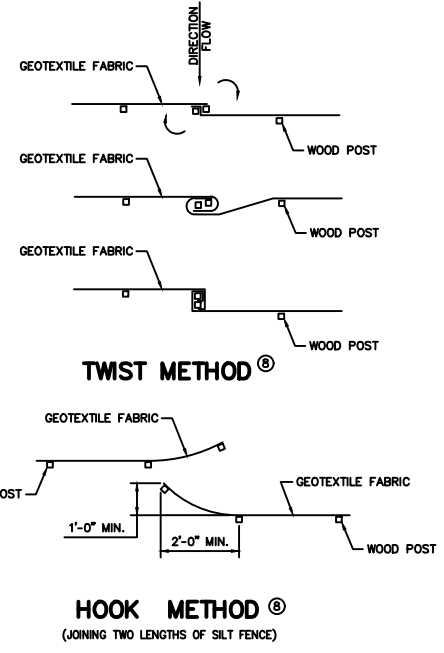 DIRECTION
FLOW
GEOTEXTILE FABRIC
WOOD POST
GEOTEXTILE FABRIC
WOOD POST
GEOTEXTILE FABRIC
WOOD POST
TWIST METHOD ⑧
GEOTEXTILE FABRIC
GEOTEXTILE FABRIC
OST
1'-0" MIN.
2'-0" MIN.
WOOD POST
HOOK METHOD ⑧
(JOINING TWO LENGTHS OF SILT FENCE)